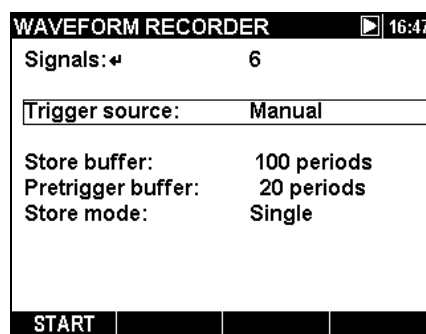 WAVEFORM RECORDER 16:47
Signals:↵ 6
Trigger source: Manual
Store buffer: 100 periods
Pretrigger buffer: 20 periods
Store mode: Single
START